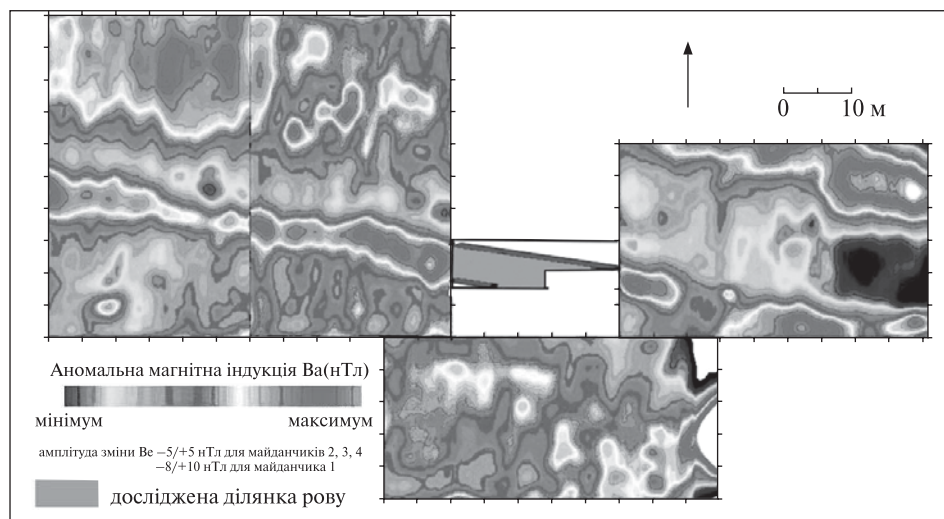 0 10 м
Аномальна магнітна індукція Ва(нТл)
мінімум максимум
амплітуда зміни Ве –5/+5 нТл для майданчиків 2, 3, 4
–8/+10 нТл для майданчика 1
досліджена ділянка рову